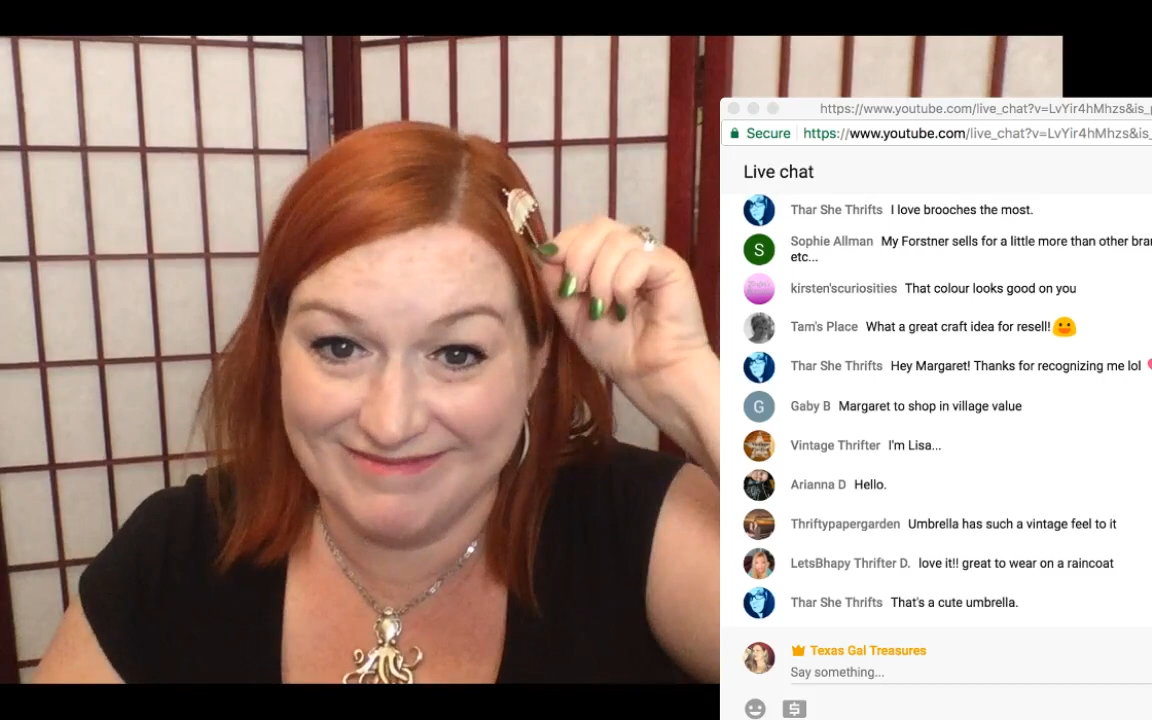 https://www.youtube.com/live_chat?v=LvYir4hMhzs&is_
Secure https://www.youtube.com/live_chat?v=LvYir4hMhzs&is_
Live chat
Thar She Thrifts I love brooches the most.
Sophie Allman My Forstner sells for a little more than other
etc...
kirsten'scuriosities That colour looks good on you
Tam's Place What a great craft idea for resell!
Thar She Thrifts Hey Margaret! Thanks for recognizing me lol
G Gaby B Margaret to shop in village value
Vintage Thrifter I'm Lisa...
Arianna D Hello.
Thriftypapergarden Umbrella has such a vintage feel to it
LetsBhapy Thrifter D. love it!! great to wear on a raincoat
Thar She Thrifts That's a cute umbrella.
Texas Gal Treasures
Say something...